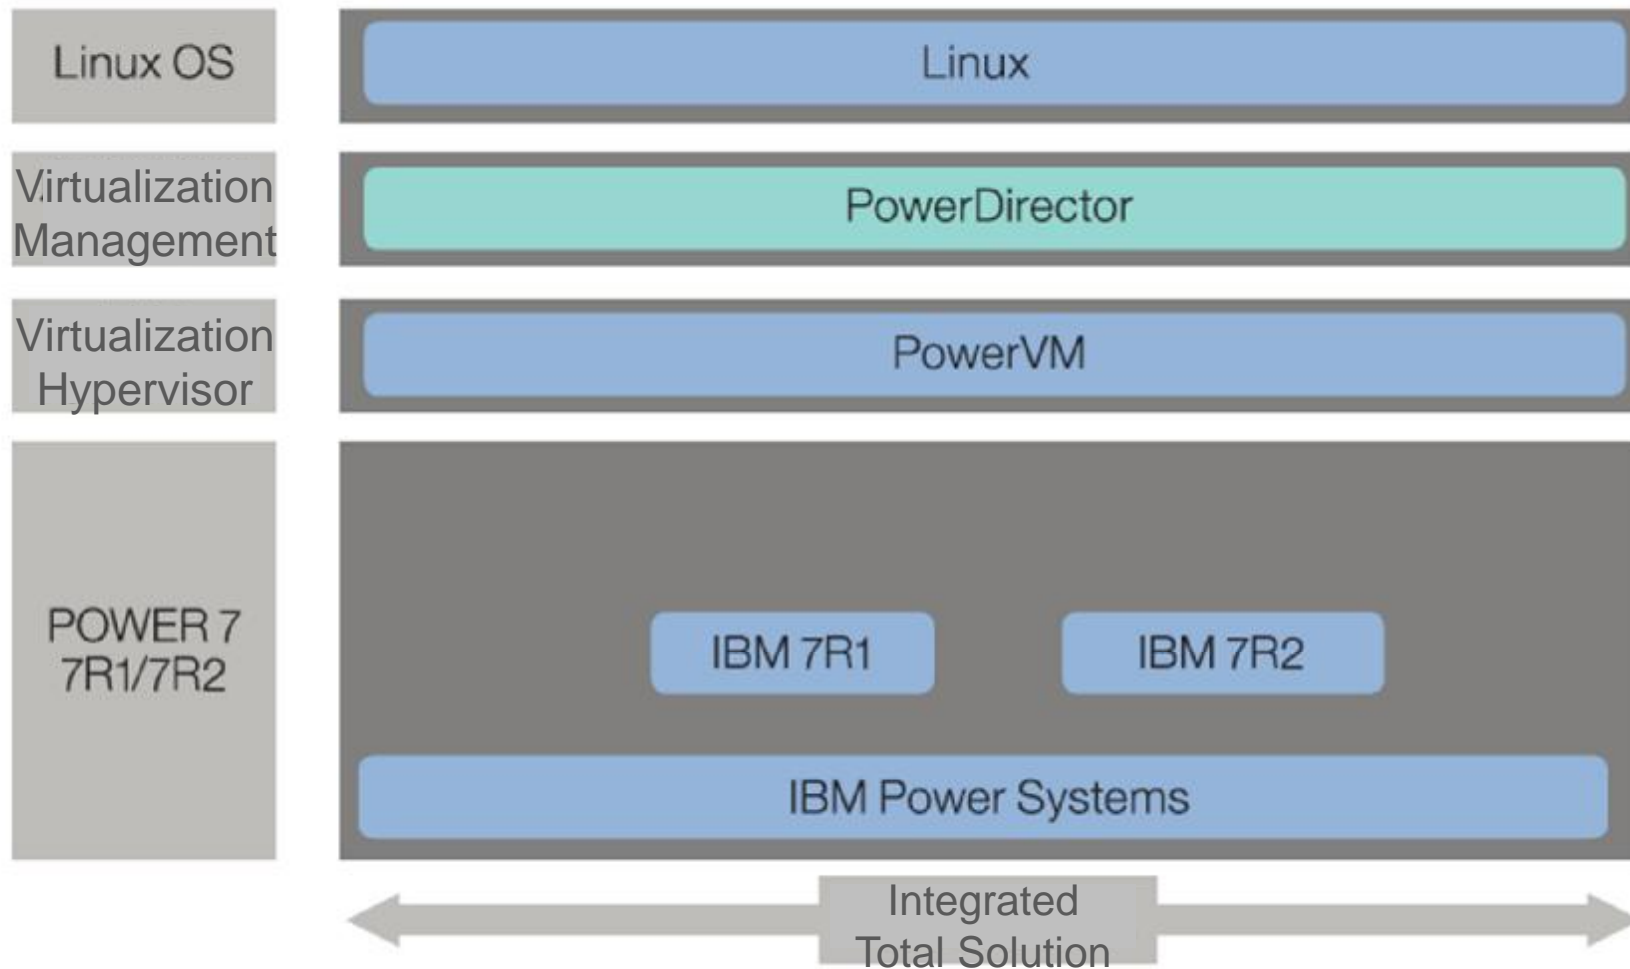 Linux OS
Linux
Virtualization
Management
PowerDirector
Virtualization
Hypervisor
PowerVM
POWER 7
7R1/7R2
IBM 7R1
IBM 7R2
IBM Power Systems
Integrated
Total Solution